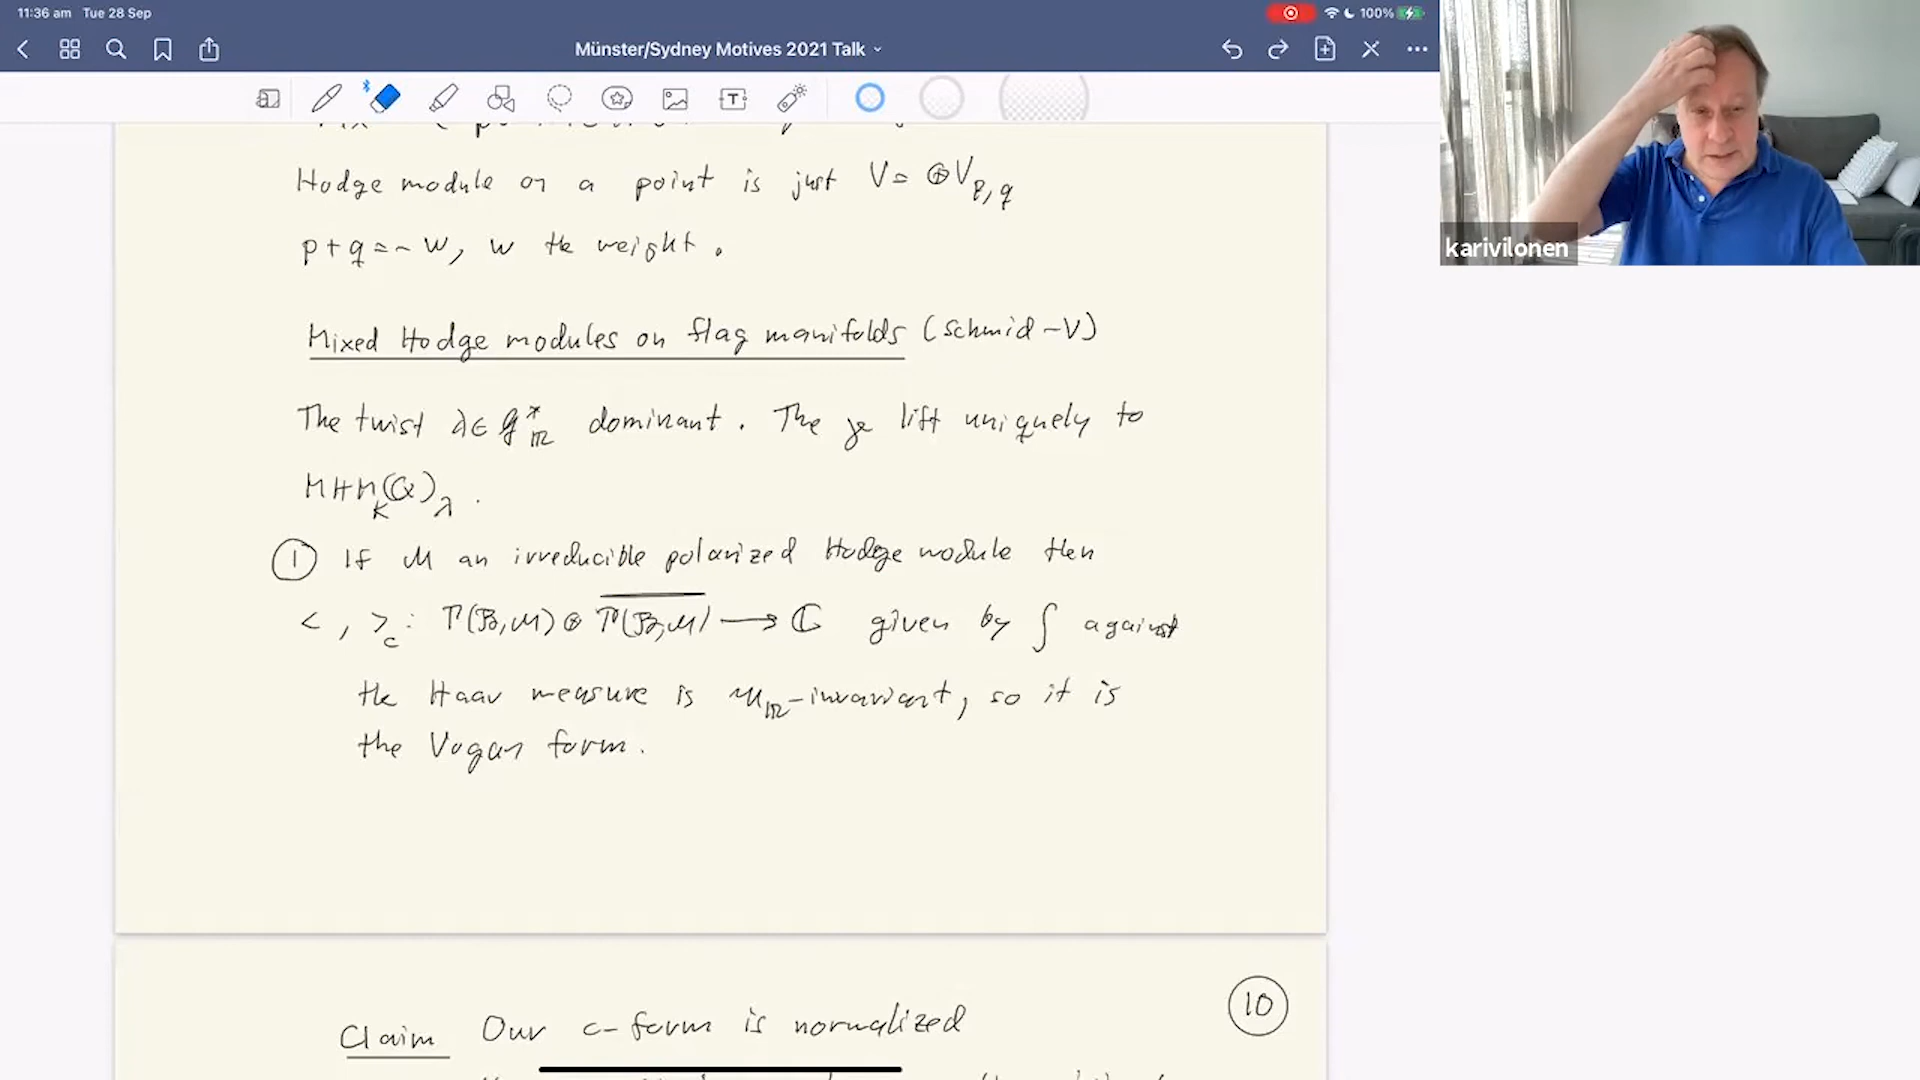 11:36 am Tue 28 Sep
100%
Münster/Sydney Motives 2021 Talk
karivilonen
Hodge module on a point is just V = ⊕V_{p,q}
p+q = -w, w the weight.
Mixed Hodge modules on flag manifolds (Schmid-V)
The twist λ∈ 𝔥*_ℝ dominant. The 𝒥e lift uniquely to
MHM_K(Q)_λ.
① If M an irreducible polarized Hodge module then
< , >_c: Γ(B,M) ⊗ \overline{Γ(B,M)} → ℂ given by ∫ against
the Haar measure is 𝔲_ℝ-invariant, so it is
the Vogan form.
10
Claim Our c-form is normalized